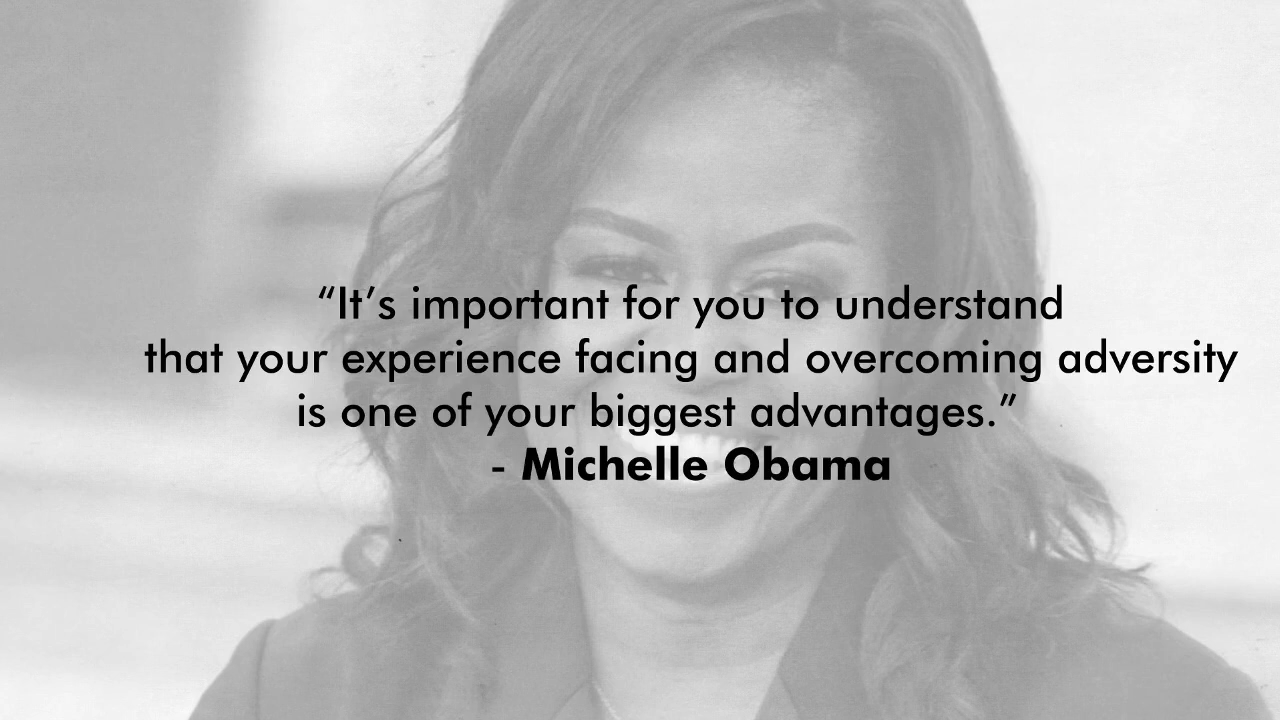 “It’s important for you to understand
that your experience facing and overcoming adversity
is one of your biggest advantages.”
- Michelle Obama